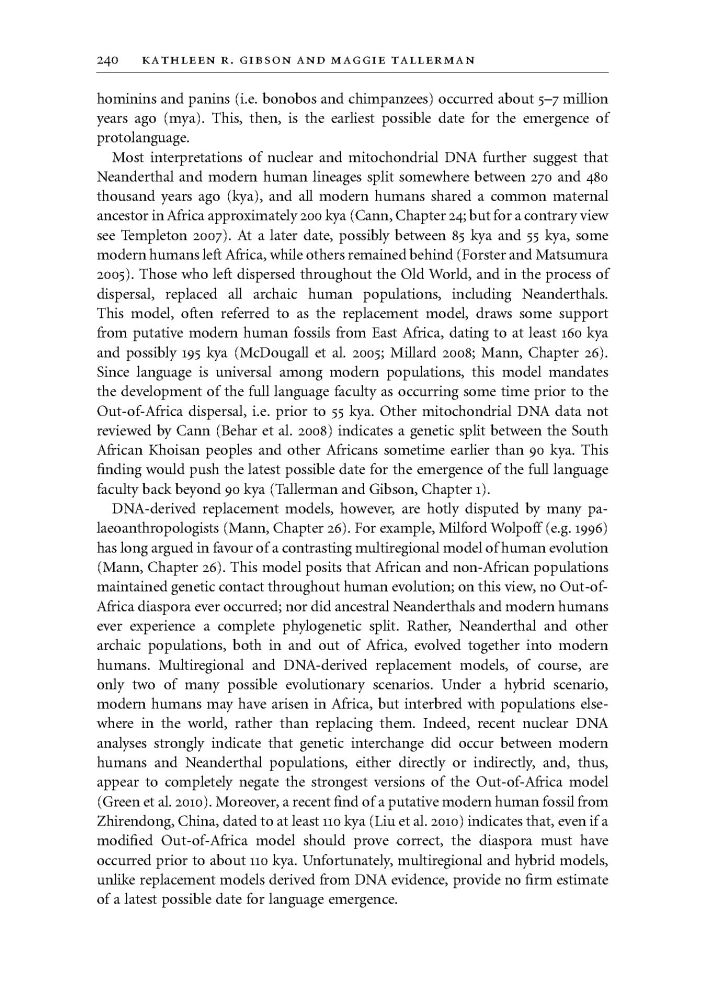 240 KATHLEEN R. GIBSON AND MAGGIE TALLERMAN
hominins and panins (i.e. bonobos and chimpanzees) occurred about 5–7 million
years ago (mya). This, then, is the earliest possible date for the emergence of
protolanguage.
Most interpretations of nuclear and mitochondrial DNA further suggest that
Neanderthal and modern human lineages split somewhere between 270 and 480
thousand years ago (kya), and all modern humans shared a common maternal
ancestor in Africa approximately 200 kya (Cann, Chapter 24; but for a contrary view
see Templeton 2007). At a later date, possibly between 85 kya and 55 kya, some
modern humans left Africa, while others remained behind (Forster and Matsumura
2005). Those who left dispersed throughout the Old World, and in the process of
dispersal, replaced all archaic human populations, including Neanderthals.
This model, often referred to as the replacement model, draws some support
from putative modern human fossils from East Africa, dating to at least 160 kya
and possibly 195 kya (McDougall et al. 2005; Millard 2008; Mann, Chapter 26).
Since language is universal among modern populations, this model mandates
the development of the full language faculty as occurring some time prior to the
Out-of-Africa dispersal, i.e. prior to 55 kya. Other mitochondrial DNA data not
reviewed by Cann (Behar et al. 2008) indicates a genetic split between the South
African Khoisan peoples and other Africans sometime earlier than 90 kya. This
finding would push the latest possible date for the emergence of the full language
faculty back beyond 90 kya (Tallerman and Gibson, Chapter 1).
DNA-derived replacement models, however, are hotly disputed by many pa-
laeoanthropologists (Mann, Chapter 26). For example, Milford Wolpoff (e.g. 1996)
has long argued in favour of a contrasting multiregional model of human evolution
(Mann, Chapter 26). This model posits that African and non-African populations
maintained genetic contact throughout human evolution; on this view, no Out-of-
Africa diaspora ever occurred; nor did ancestral Neanderthals and modern humans
ever experience a complete phylogenetic split. Rather, Neanderthal and other
archaic populations, both in and out of Africa, evolved together into modern
humans. Multiregional and DNA-derived replacement models, of course, are
only two of many possible evolutionary scenarios. Under a hybrid scenario,
modern humans may have arisen in Africa, but interbred with populations else-
where in the world, rather than replacing them. Indeed, recent nuclear DNA
analyses strongly indicate that genetic interchange did occur between modern
humans and Neanderthal populations, either directly or indirectly, and, thus,
appear to completely negate the strongest versions of the Out-of-Africa model
(Green et al. 2010). Moreover, a recent find of a putative modern human fossil from
Zhirendong, China, dated to at least 110 kya (Liu et al. 2010) indicates that, even if a
modified Out-of-Africa model should prove correct, the diaspora must have
occurred prior to about 110 kya. Unfortunately, multiregional and hybrid models,
unlike replacement models derived from DNA evidence, provide no firm estimate
of a latest possible date for language emergence.